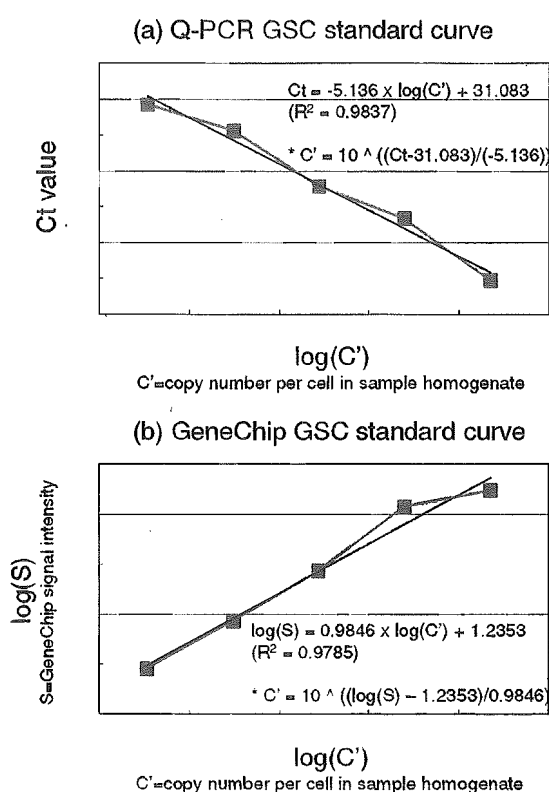 (a) Q-PCR GSC standard curve
Ct = -5.136 x log(C') + 31.083
(R² = 0.9837)
* C' = 10 ^ ((Ct-31.083)/(-5.136))
Ct value
log(C')
C'=copy number per cell in sample homogenate
(b) GeneChip GSC standard curve
log(S)
S=GeneChip signal intensity
log(S) = 0.9846 x log(C') + 1.2353
(R² = 0.9785)
* C' = 10 ^ ((log(S) – 1.2353)/0.9846)
log(C')
C'=copy number per cell in sample homogenate